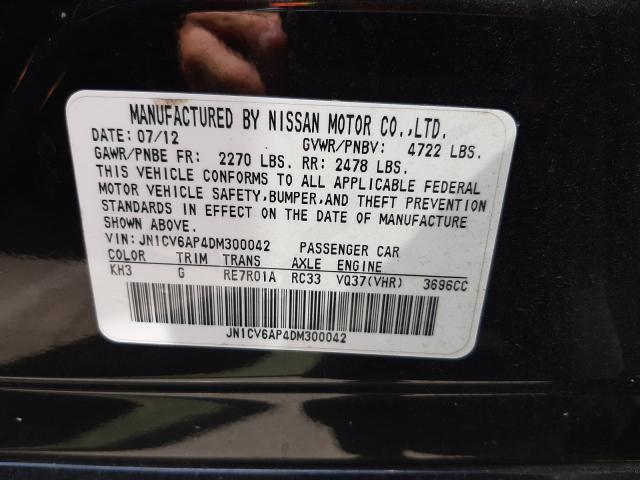 MANUFACTURED BY NISSAN MOTOR CO.,LTD.
DATE: 07/12 GVWR/PNBV: 4722 LBS.
GAWR/PNBE FR: 2270 LBS. RR: 2478 LBS.
THIS VEHICLE CONFORMS TO ALL APPLICABLE FEDERAL
MOTOR VEHICLE SAFETY,BUMPER,AND THEFT PREVENTION
STANDARDS IN EFFECT ON THE DATE OF MANUFACTURE
SHOWN ABOVE.
VIN: JN1CV6AP4DM300042 PASSENGER CAR
COLOR TRIM TRANS AXLE ENGINE
KH3 G RE7R01A RC33 VQ37(VHR) 3696CC
JN1CV6AP4DM300042